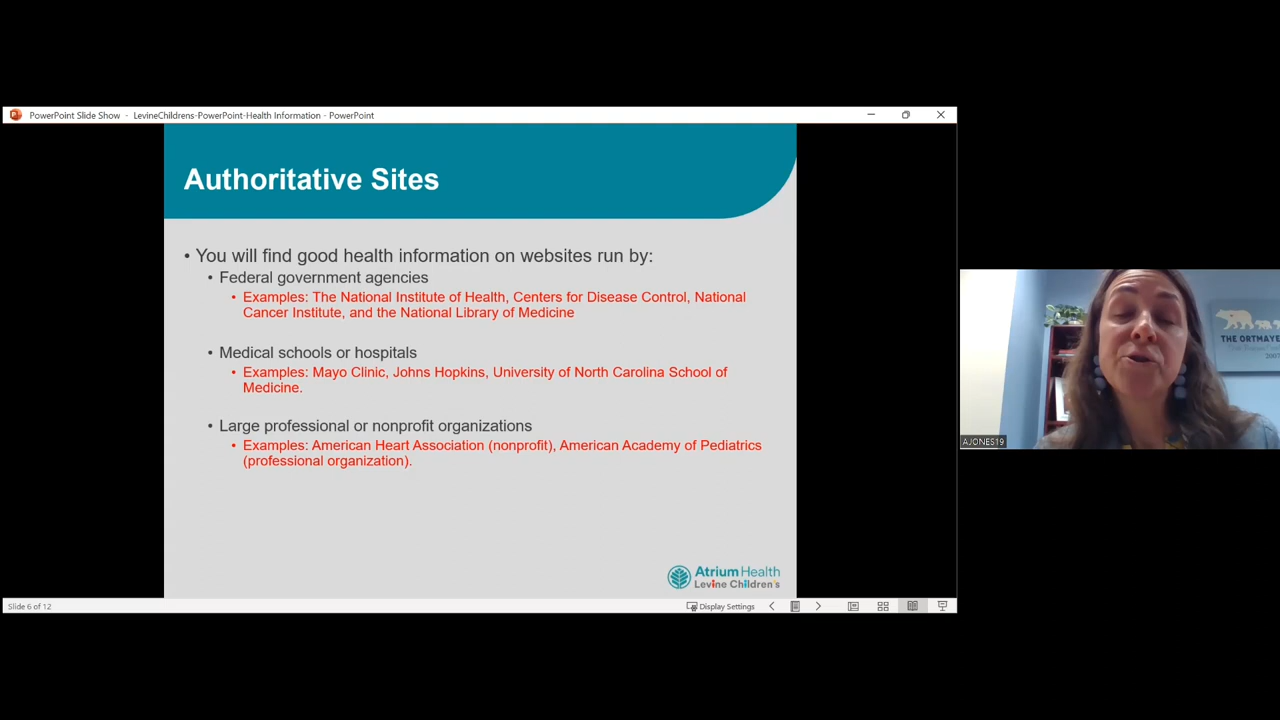 PowerPoint Slide Show - LevineChildrens-PowerPoint-Health Information - PowerPoint
Authoritative Sites
• You will find good health information on websites run by:
• Federal government agencies
• Examples: The National Institute of Health, Centers for Disease Control, National
Cancer Institute, and the National Library of Medicine
• Medical schools or hospitals
• Examples: Mayo Clinic, Johns Hopkins, University of North Carolina School of
Medicine.
• Large professional or nonprofit organizations
• Examples: American Heart Association (nonprofit), American Academy of Pediatrics
(professional organization).
Atrium Health
Levine Children's
Slide 6 of 12
Display Settings
THE ORTMAYE
2007
AJONES19